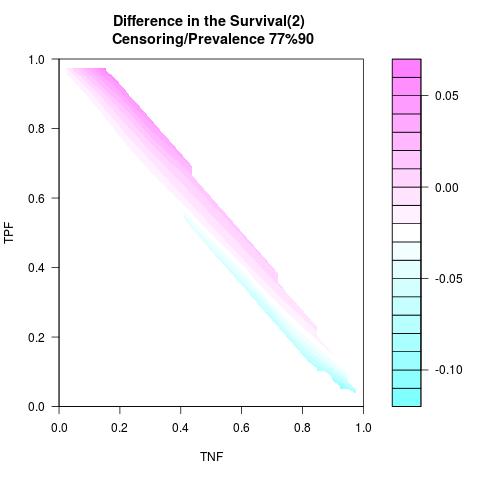 Difference in the Survival(2)
Censoring/Prevalence 77%90
1.0
0.8
0.6
0.4
0.2
0.0
TPF
0.0 0.2 0.4 0.6 0.8 1.0
TNF
0.05
0.00
-0.05
-0.10